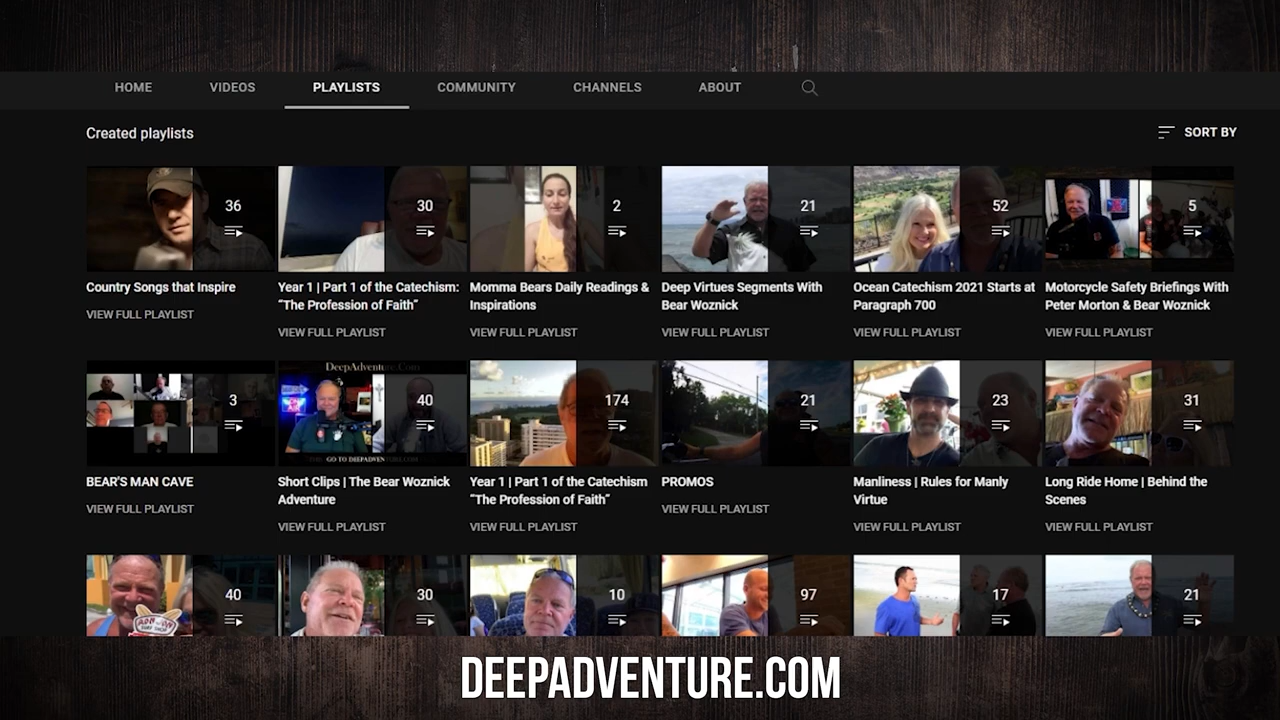 HOME VIDEOS PLAYLISTS COMMUNITY CHANNELS ABOUT
Created playlists
SORT BY
36
30
2
21
52
5
Country Songs that Inspire
VIEW FULL PLAYLIST
Year 1 | Part 1 of the Catechism:
“The Profession of Faith”
VIEW FULL PLAYLIST
Momma Bears Daily Readings &
Inspirations
VIEW FULL PLAYLIST
Deep Virtues Segments With
Bear Woznick
VIEW FULL PLAYLIST
Ocean Catechism 2021 Starts at
Paragraph 700
VIEW FULL PLAYLIST
Motorcycle Safety Briefings With
Peter Morton & Bear Woznick
VIEW FULL PLAYLIST
3
DeepAdventure.Com
40
GO TO DEEPADVENTURE.COM
174
21
23
31
BEAR'S MAN CAVE
VIEW FULL PLAYLIST
Short Clips | The Bear Woznick
Adventure
VIEW FULL PLAYLIST
Year 1 | Part 1 of the Catechism
“The Profession of Faith”
VIEW FULL PLAYLIST
PROMOS
VIEW FULL PLAYLIST
Manliness | Rules for Manly
Virtue
VIEW FULL PLAYLIST
Long Ride Home | Behind the
Scenes
VIEW FULL PLAYLIST
40
30
10
97
17
21
DEEPADVENTURE.COM